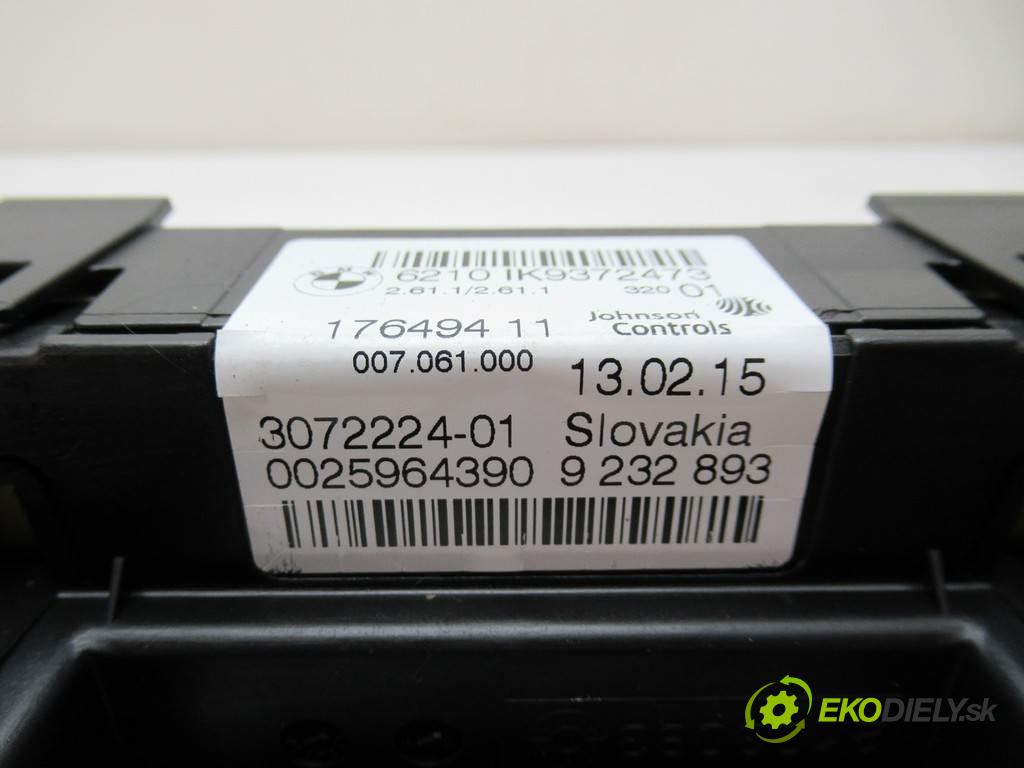 6210 IK9372473
2.61.1/2.61.1 320 01
Johnson Controls
176494 11
007.061.000 13.02.15
3072224-01 Slovakia
0025964390 9 232 893
EKODIELY.sk